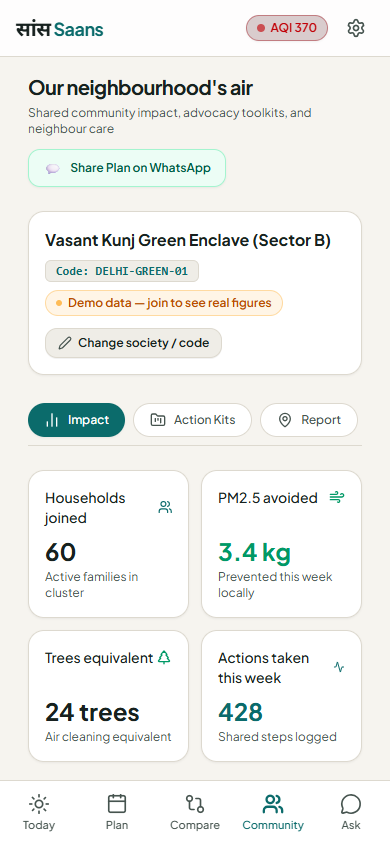 सांस Saans
AQI 370
Our neighbourhood's air
Shared community impact, advocacy toolkits, and
neighbour care
Share Plan on WhatsApp
Vasant Kunj Green Enclave (Sector B)
Code: DELHI-GREEN-01
Demo data — join to see real figures
Change society / code
Impact
Action Kits
Report
Households
joined
60
Active families in
cluster
PM2.5 avoided
3.4 kg
Prevented this week
locally
Trees equivalent
24 trees
Air cleaning equivalent
Actions taken
this week
428
Shared steps logged
Today
Plan
Compare
Community
Ask